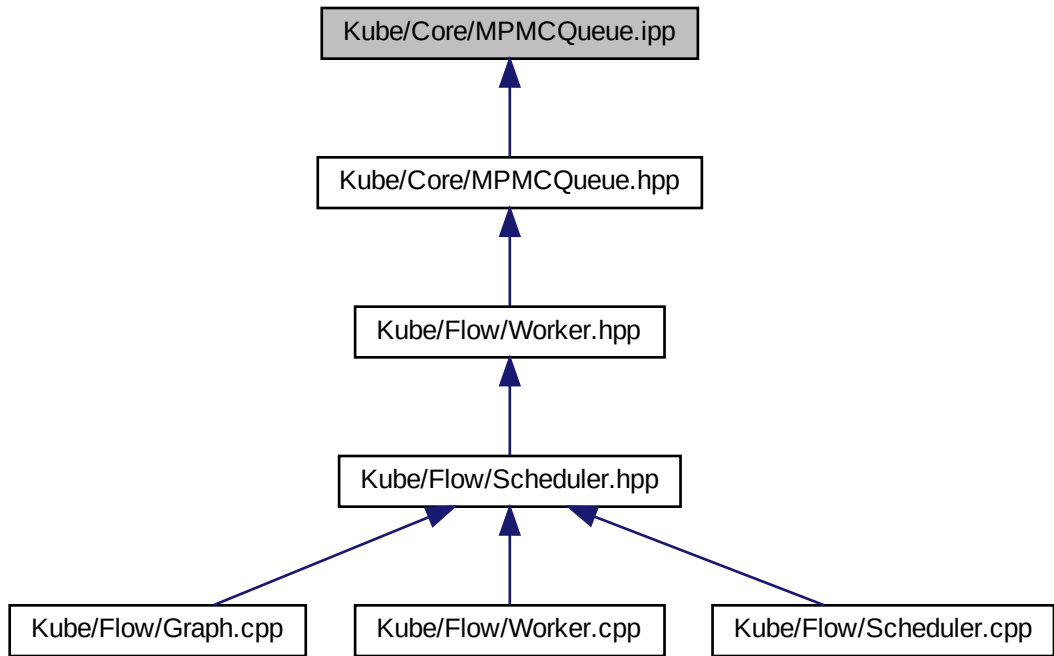 Kube/Core/MPMCQueue.ipp
Kube/Core/MPMCQueue.hpp
Kube/Flow/Worker.hpp
Kube/Flow/Scheduler.hpp
Kube/Flow/Graph.cpp
Kube/Flow/Worker.cpp
Kube/Flow/Scheduler.cpp